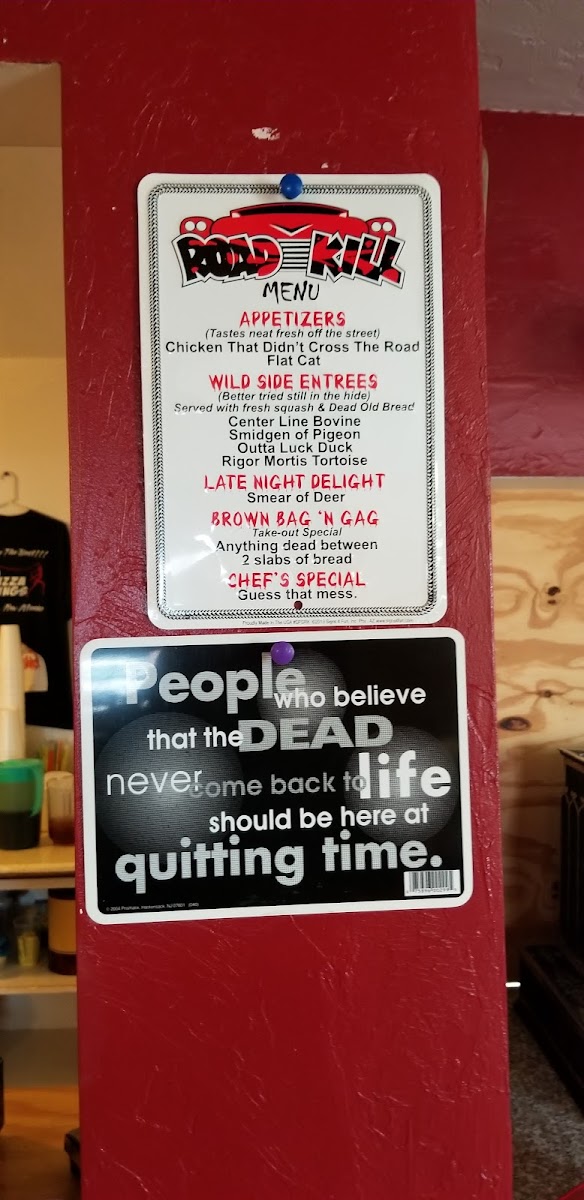 ROAD KILL
MENU
APPETIZERS
(Tastes neat fresh off the street)
Chicken That Didn't Cross The Road
Flat Cat
WILD SIDE ENTREES
(Better tried still in the hide)
Served with fresh squash & Dead Old Bread
Center Line Bovine
Smidgen of Pigeon
Outta Luck Duck
Rigor Mortis Tortoise
LATE NIGHT DELIGHT
Smear of Deer
BROWN BAG 'N GAG
Take-out Special
Anything dead between
2 slabs of bread
CHEF'S SPECIAL
Guess that mess.
People
who believe
that the DEAD
never come back to life
should be here at
quitting time.